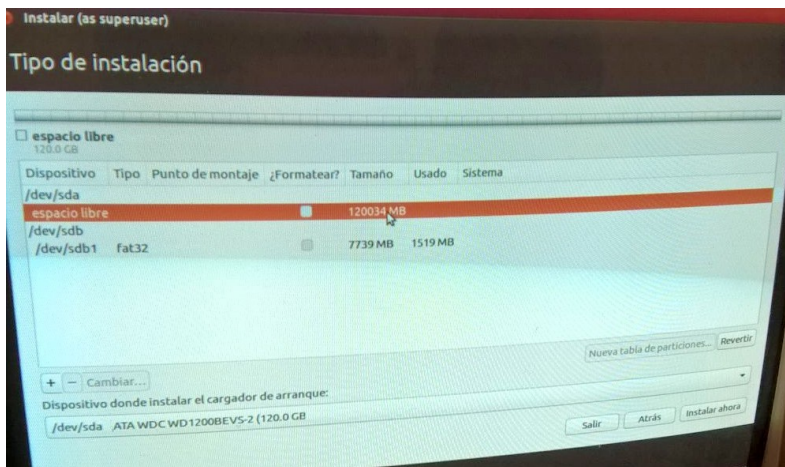 Instalar (as superuser)
Tipo de instalación
espacio libre
120.0 GB
Dispositivo Tipo Punto de montaje ¿Formatear? Tamaño Usado Sistema
/dev/sda
espacio libre 120034 MB
/dev/sdb
/dev/sdb1 fat32 7739 MB 1519 MB
Nueva tabla de particiones... Revertir
+ - Cambiar...
Dispositivo donde instalar el cargador de arranque:
/dev/sda ATA WDC WD1200BEVS-2 (120.0 GB
Salir Atrás Instalar ahora